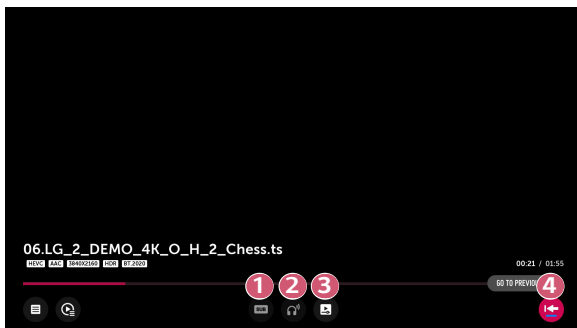 06.LG_2_DEMO_4K_O_H_2_Chess.ts
HEVC AAC 3840X2160 HDR BT.2020
00:21 / 01:55
GO TO PREVIOU
1 2 3 4
SUB